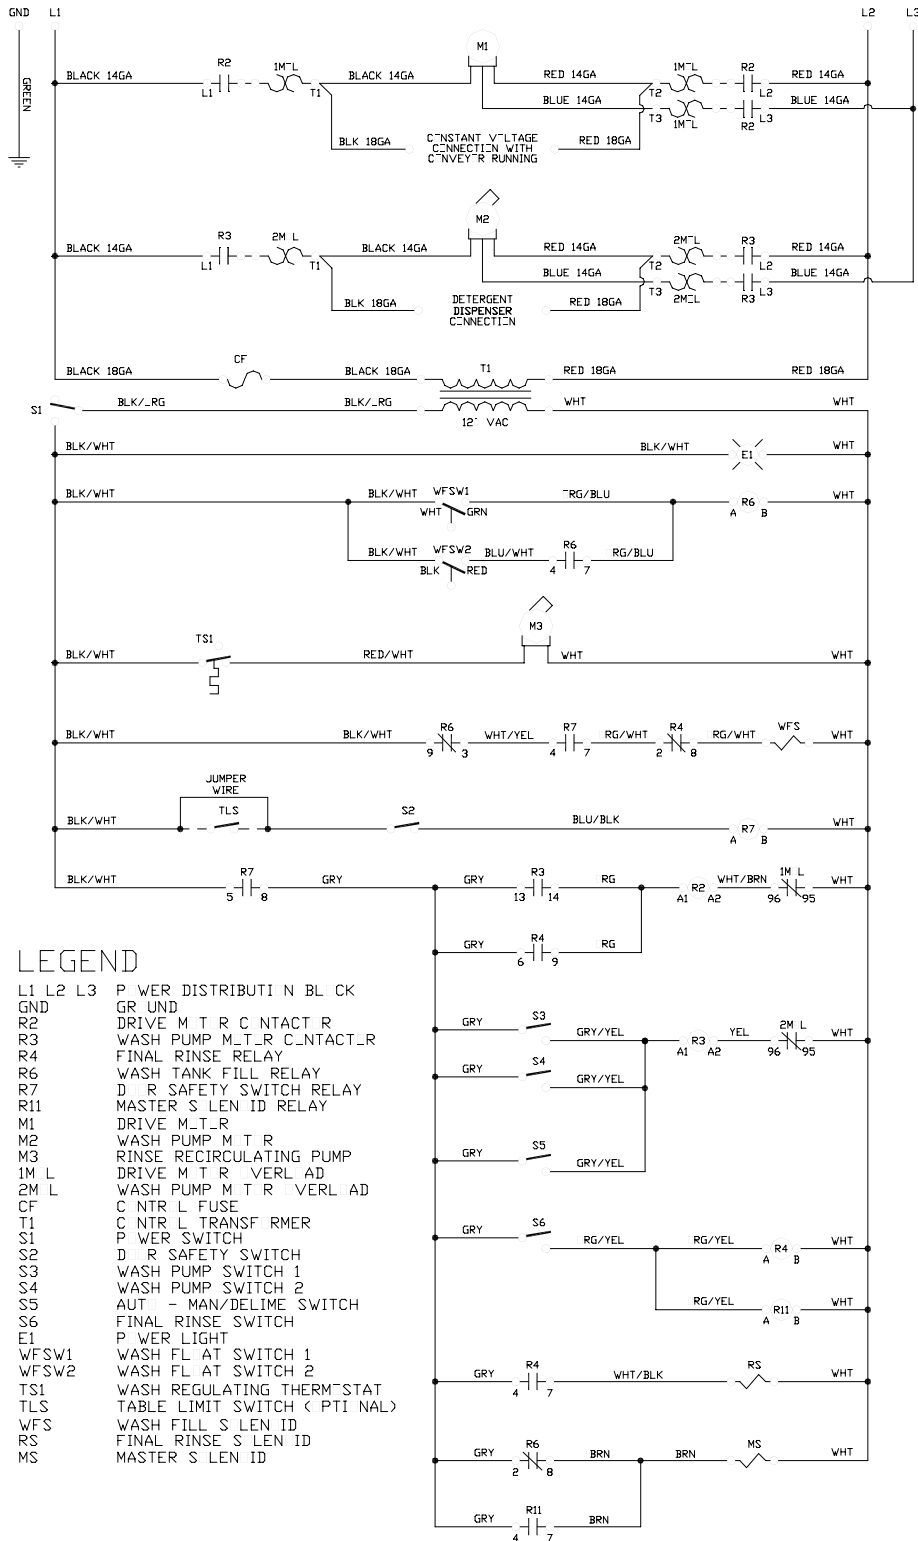 GND L1 L2 L3
GREEN
M1
BLACK 14GA R2 BLACK 14GA RED 14GA R2 RED 14GA
L1 T1 T2 L2
BLUE 14GA BLUE 14GA
T3 R2 L3
BLK 18GA CONNECTION WITH RED 18GA
RUNNING
M2
BLACK 14GA R3 2M L BLACK 14GA RED 14GA R3 RED 14GA
L1 T1 T2 L2
BLUE 14GA BLUE 14GA
T3 R3 L3
BLK 18GA DETERGENT RED 18GA
DISPENSER
BLACK 18GA CF BLACK 18GA T1 RED 18GA RED 18GA
S1 WHT WHT
VAC
BLK/WHT BLK/WHT E1 WHT
BLK/WHT BLK/WHT WFSW1 R6 WHT
WHT GRN A B
BLK/WHT WFSW2 BLU/WHT R6 RG/BLU
BLK RED 4 7
M3
TS1
BLK/WHT RED/WHT WHT WHT
BLK/WHT BLK/WHT R6 WHT/YEL R7 RG/WHT R4 RG/WHT WFS WHT
9 3 4 7 2 8
JUMPER
WIRE
BLK/WHT TLS S2 BLU/BLK R7 WHT
A B
BLK/WHT R7 GRY GRY R3 RG R2 WHT/BRN 1M L WHT
5 8 13 14 A1 A2 96 95
GRY R4 RG
6 9
GRY S3 GRY/YEL R3 YEL 2M L WHT
A1 A2 96 95
GRY S4 GRY/YEL
GRY S5 GRY/YEL
GRY S6 RG/YEL RG/YEL R4 WHT
A B
RG/YEL R11 WHT
A B
GRY R4 WHT/BLK RS WHT
4 7
GRY R6 BRN BRN MS WHT
2 8
GRY R11 BRN
4 7
LEGEND
L1 L2 L3 P WER DISTRIBUTI N BL CK
GND GR UND
R2 DRIVE M T R C NTACT R
R3 WASH PUMP M T R C NTACT R
R4 FINAL RINSE RELAY
R6 WASH TANK FILL RELAY
R7 D R SAFETY SWITCH RELAY
R11 MASTER S LEN ID RELAY
M1 DRIVE M T R
M2 WASH PUMP M T R
M3 RINSE RECIRCULATING PUMP
1M L DRIVE M T R VERL AD
2M L WASH PUMP M T R VERL AD
CF C NTR L FUSE
T1 C NTR L TRANSF RMER
S1 P WER SWITCH
S2 D R SAFETY SWITCH
S3 WASH PUMP SWITCH 1
S4 WASH PUMP SWITCH 2
S5 AUT - MAN/DELIME SWITCH
S6 FINAL RINSE SWITCH
E1 P WER LIGHT
WFSW1 WASH FL AT SWITCH 1
WFSW2 WASH FL AT SWITCH 2
TS1 WASH REGULATING THERM STAT
TLS TABLE LIMIT SWITCH ( PTI NAL)
WFS WASH FILL S LEN ID
RS FINAL RINSE S LEN ID
MS MASTER S LEN ID